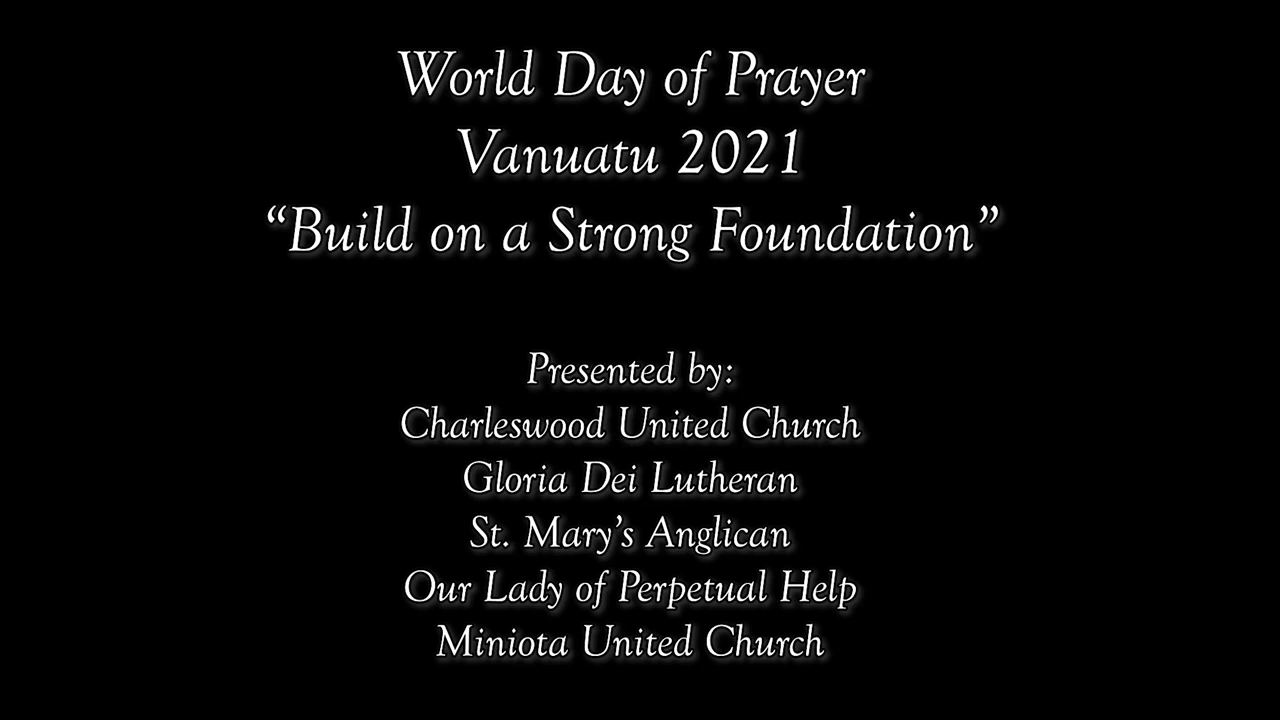 World Day of Prayer
Vanuatu 2021
“Build on a Strong Foundation”
Presented by:
Charleswood United Church
Gloria Dei Lutheran
St. Mary’s Anglican
Our Lady of Perpetual Help
Miniota United Church